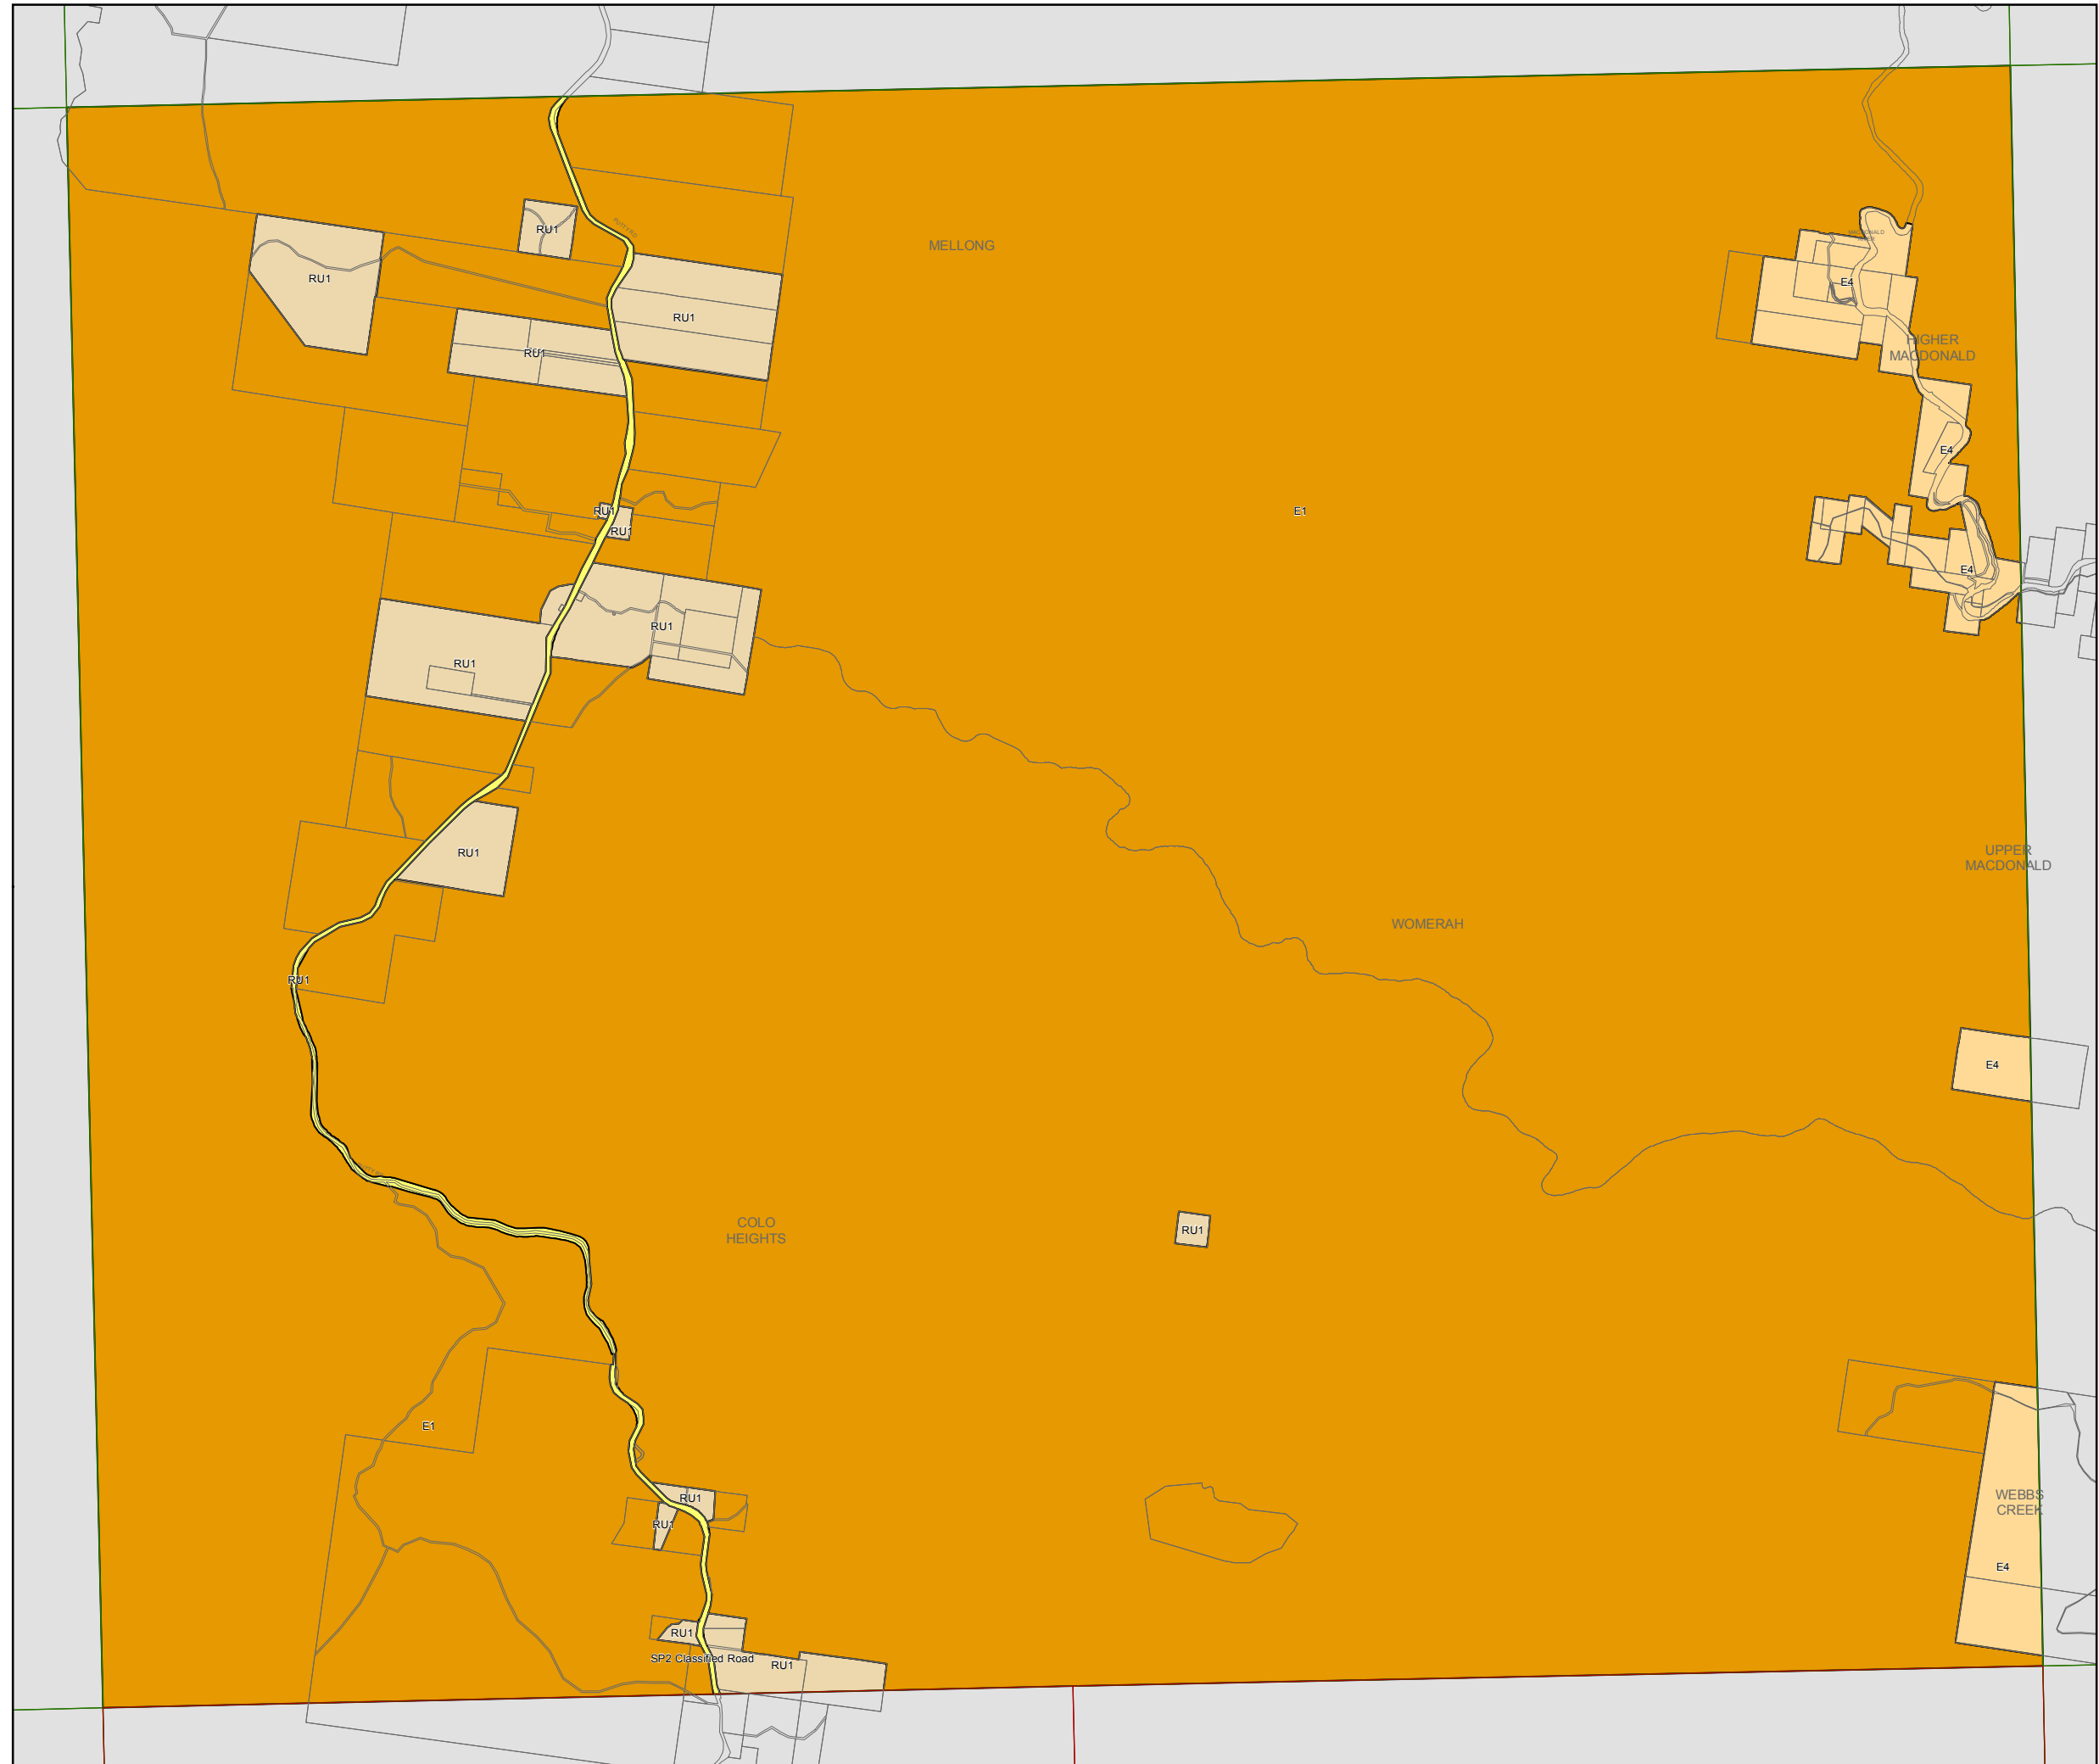 RU1
MELLONG
RU1
E4
RU1
HIGHER
MACDONALD
RU1
E4
RU1
E1
RU1
E4
RU1
RU1
UPPER
MACDONALD
RU1
WOMERAH
RU1
E4
COLO
HEIGHTS
RU1
E1
RU1
WEBBS
CREEK
RU1
E4
RU1
SP2 Classified Road
RU1